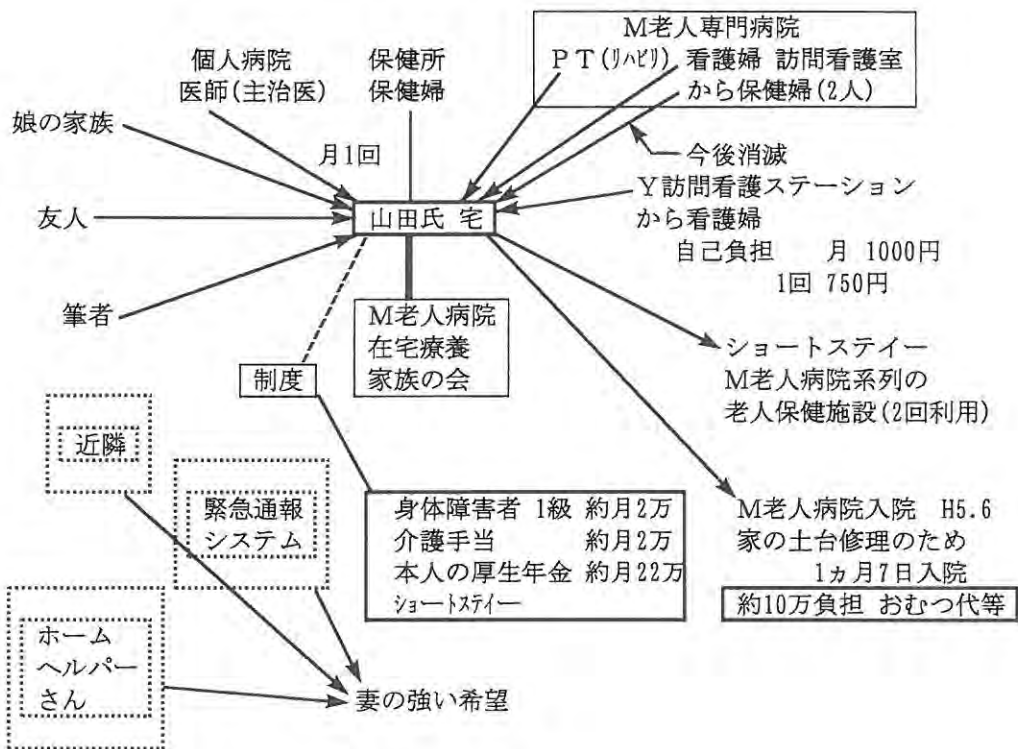 M老人専門病院
PT(ﾘﾊﾋﾞﾘ) 看護婦 訪問看護室
から保健婦(2人)
個人病院
医師(主治医)
保健所
保健婦
娘の家族
月1回
今後消滅
Y訪問看護ステーション
から看護婦
自己負担 月 1000円
1回 750円
友人
山田氏 宅
筆者
M老人病院
在宅療養
家族の会
ショートステイー
M老人病院系列の
老人保健施設(2回利用)
制度
近隣
緊急通報
システム
身体障害者 1級 約月2万
介護手当 約月2万
本人の厚生年金 約月22万
ｼｮｰﾄｽﾃｲｰ
M老人病院入院 H5.6
家の土台修理のため
1ヵ月7日入院
約10万負担 おむつ代等
ホーム
ヘルパー
さん
妻の強い希望